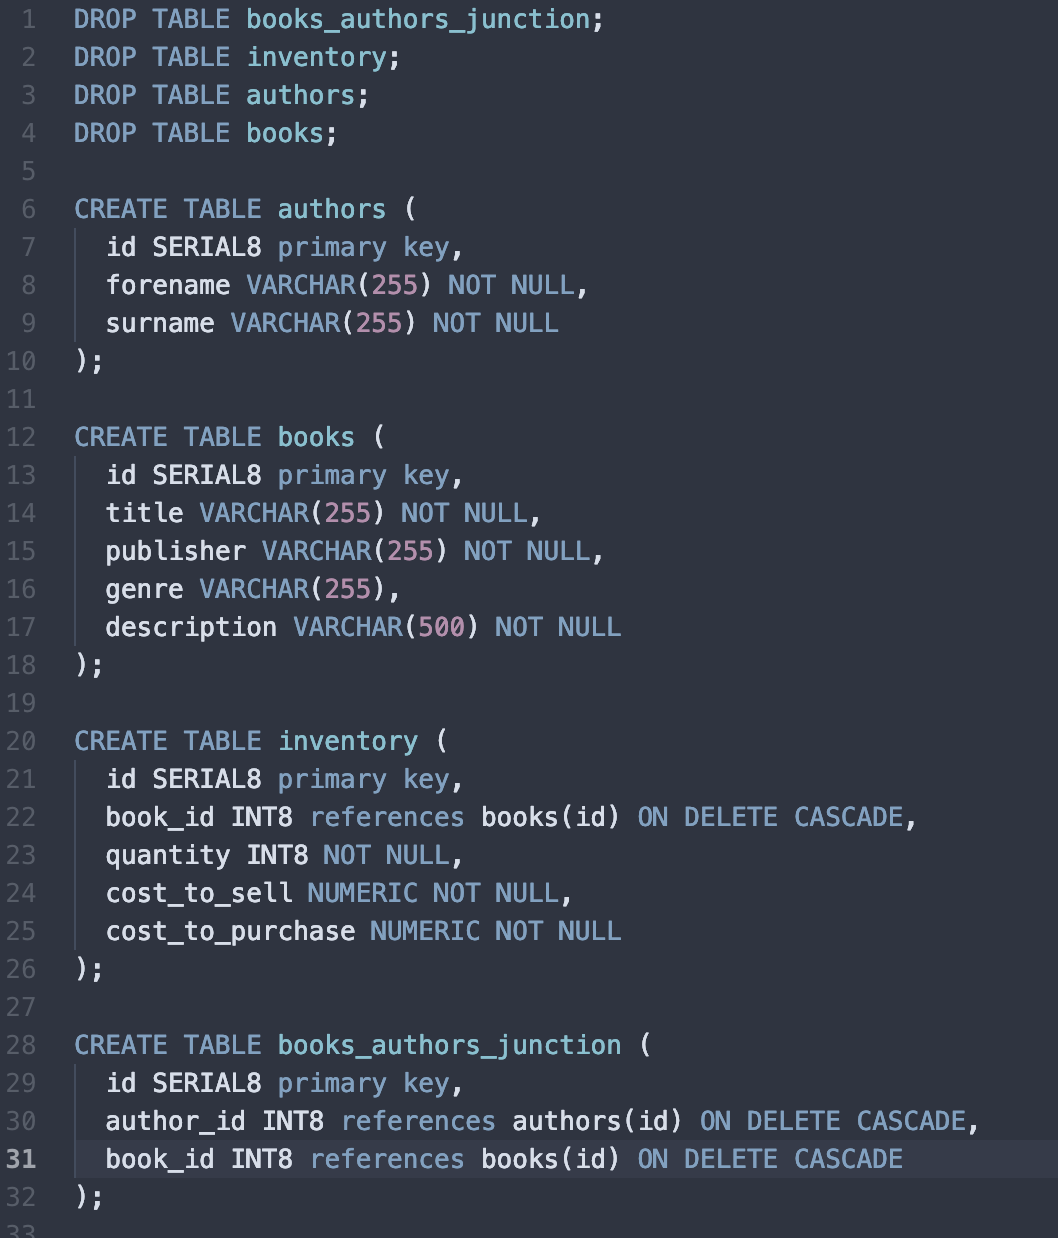 1 DROP TABLE books_authors_junction;
2 DROP TABLE inventory;
3 DROP TABLE authors;
4 DROP TABLE books;
5
6 CREATE TABLE authors (
7 id SERIAL8 primary key,
8 forename VARCHAR(255) NOT NULL,
9 surname VARCHAR(255) NOT NULL
10 );
11
12 CREATE TABLE books (
13 id SERIAL8 primary key,
14 title VARCHAR(255) NOT NULL,
15 publisher VARCHAR(255) NOT NULL,
16 genre VARCHAR(255),
17 description VARCHAR(500) NOT NULL
18 );
19
20 CREATE TABLE inventory (
21 id SERIAL8 primary key,
22 book_id INT8 references books(id) ON DELETE CASCADE,
23 quantity INT8 NOT NULL,
24 cost_to_sell NUMERIC NOT NULL,
25 cost_to_purchase NUMERIC NOT NULL
26 );
27
28 CREATE TABLE books_authors_junction (
29 id SERIAL8 primary key,
30 author_id INT8 references authors(id) ON DELETE CASCADE,
31 book_id INT8 references books(id) ON DELETE CASCADE
32 );
33